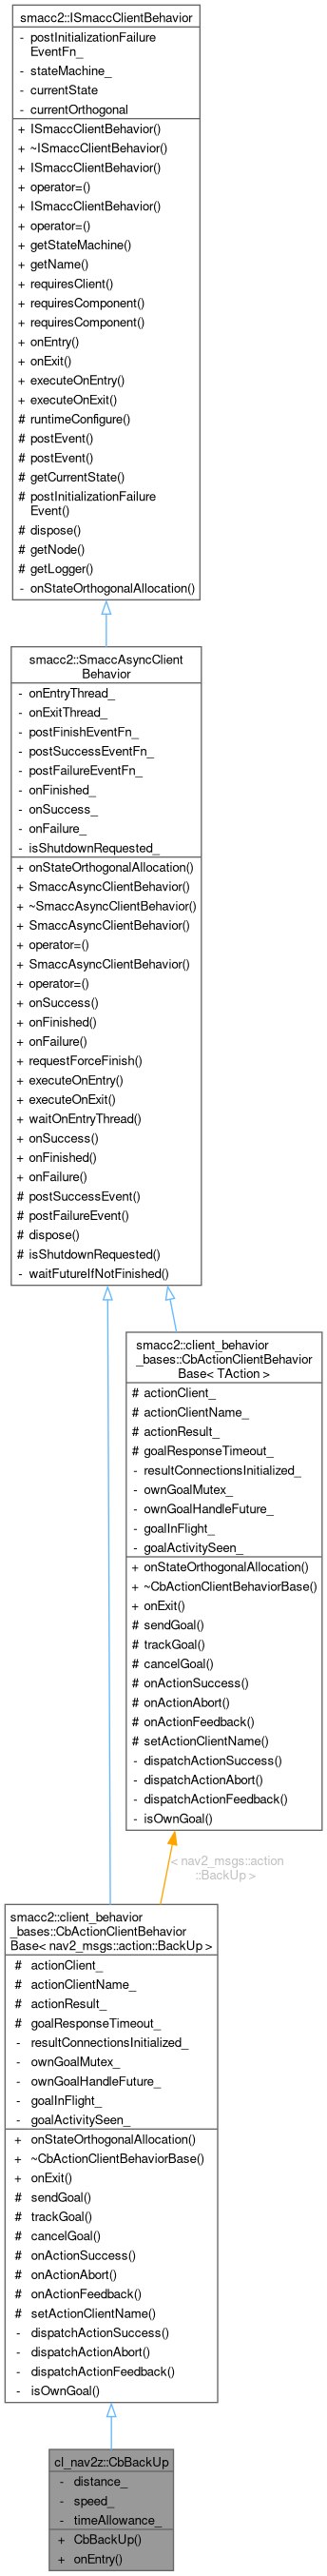 smacc2::ISmaccClientBehavior
- postInitializationFailure
EventFn_
- stateMachine_
- currentState
- currentOrthogonal
+ ISmaccClientBehavior()
+ ~ISmaccClientBehavior()
+ ISmaccClientBehavior()
+ operator=()
+ ISmaccClientBehavior()
+ operator=()
+ getStateMachine()
+ getName()
+ requiresClient()
+ requiresComponent()
+ requiresComponent()
+ onEntry()
+ onExit()
+ executeOnEntry()
+ executeOnExit()
# runtimeConfigure()
# postEvent()
# postEvent()
# getCurrentState()
# postInitializationFailure
Event()
# dispose()
# getNode()
# getLogger()
- onStateOrthogonalAllocation()
smacc2::SmaccAsyncClient
Behavior
- onEntryThread_
- onExitThread_
- postFinishEventFn_
- postSuccessEventFn_
- postFailureEventFn_
- onFinished_
- onSuccess_
- onFailure_
- isShutdownRequested_
+ onStateOrthogonalAllocation()
+ SmaccAsyncClientBehavior()
+ ~SmaccAsyncClientBehavior()
+ SmaccAsyncClientBehavior()
+ operator=()
+ SmaccAsyncClientBehavior()
+ operator=()
+ onSuccess()
+ onFinished()
+ onFailure()
+ requestForceFinish()
+ executeOnEntry()
+ executeOnExit()
+ waitOnEntryThread()
+ onSuccess()
+ onFinished()
+ onFailure()
# postSuccessEvent()
# postFailureEvent()
# dispose()
# isShutdownRequested()
- waitFutureIfNotFinished()
smacc2::client_behavior
_bases::CbActionClientBehavior
Base< TAction >
# actionClient_
# actionClientName_
# actionResult_
# goalResponseTimeout_
- resultConnectionsInitialized_
- ownGoalMutex_
- ownGoalHandleFuture_
- goalInFlight_
- goalActivitySeen_
+ onStateOrthogonalAllocation()
+ ~CbActionClientBehaviorBase()
+ onExit()
# sendGoal()
# trackGoal()
# cancelGoal()
# onActionSuccess()
# onActionAbort()
# onActionFeedback()
# setActionClientName()
- dispatchActionSuccess()
- dispatchActionAbort()
- dispatchActionFeedback()
- isOwnGoal()
< nav2_msgs::action
::BackUp >
smacc2::client_behavior
_bases::CbActionClientBehavior
Base< nav2_msgs::action::BackUp >
# actionClient_
# actionClientName_
# actionResult_
# goalResponseTimeout_
- resultConnectionsInitialized_
- ownGoalMutex_
- ownGoalHandleFuture_
- goalInFlight_
- goalActivitySeen_
+ onStateOrthogonalAllocation()
+ ~CbActionClientBehaviorBase()
+ onExit()
# sendGoal()
# trackGoal()
# cancelGoal()
# onActionSuccess()
# onActionAbort()
# onActionFeedback()
# setActionClientName()
- dispatchActionSuccess()
- dispatchActionAbort()
- dispatchActionFeedback()
- isOwnGoal()
cl_nav2z::CbBackUp
- distance_
- speed_
- timeAllowance_
+ CbBackUp()
+ onEntry()